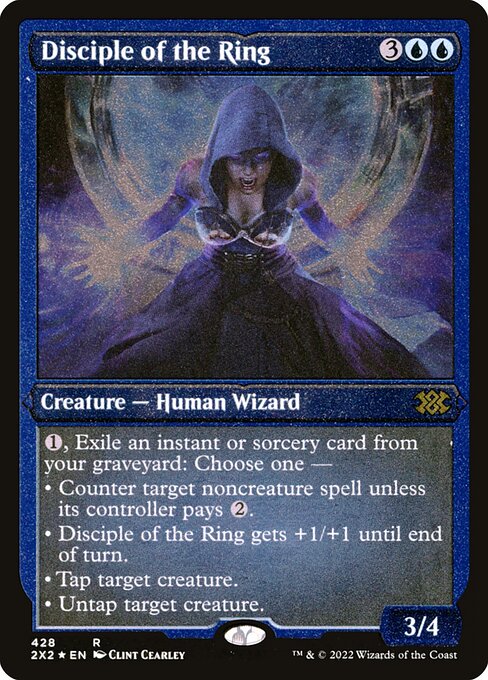 Disciple of the Ring 3UU
Creature — Human Wizard
1, Exile an instant or sorcery card from
your graveyard: Choose one —
• Counter target noncreature spell unless
its controller pays 2.
• Disciple of the Ring gets +1/+1 until end
of turn.
• Tap target creature.
• Untap target creature.
3/4
428 R
2X2 ★ EN Clint Cearley
™ & © 2022 Wizards of the Coast